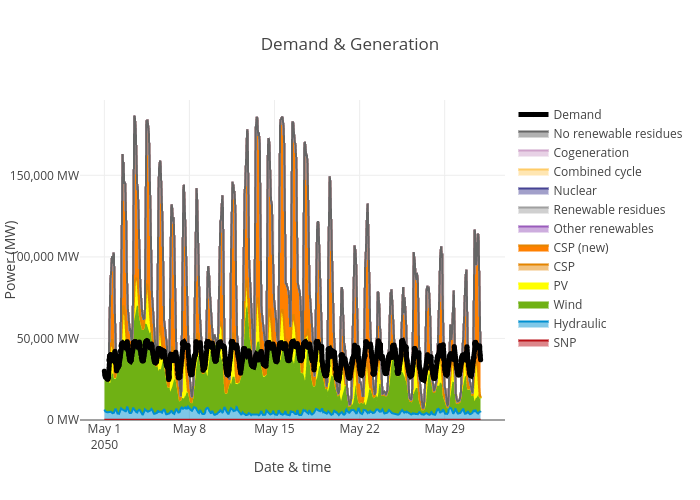 Demand & Generation
150,000 MW
100,000 MW
50,000 MW
0 MW
Power (MW)
May 1
2050
May 8
May 15
May 22
May 29
Date & time
Demand
No renewable residues
Cogeneration
Combined cycle
Nuclear
Renewable residues
Other renewables
CSP (new)
CSP
PV
Wind
Hydraulic
SNP